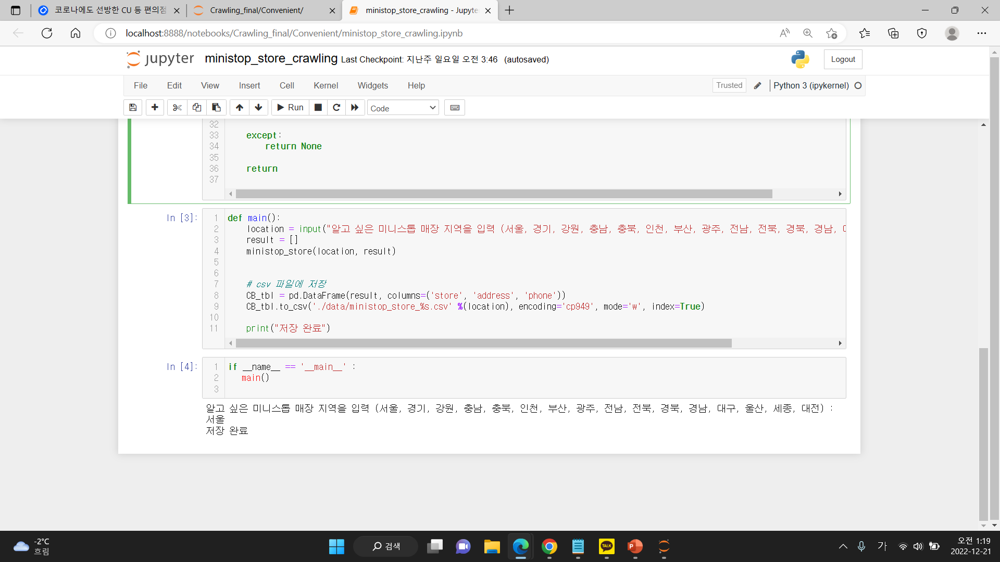 코로나에도 선방한 CU 등 편의점
Crawling_final/Convenient/
ministop_store_crawling - Jupyte
localhost:8888/notebooks/Crawling_final/Convenient/ministop_store_crawling.ipynb
jupyter ministop_store_crawling Last Checkpoint: 지난주 일요일 오전 3:46 (autosaved)
Logout
File Edit View Insert Cell Kernel Widgets Help
Trusted Python 3 (ipykernel)
Run Code
32
33 except:
34 return None
35
36 return
37
In [3]:
1 def main():
2 location = input("알고 싶은 미니스톱 매장 지역을 입력 (서울, 경기, 강원, 충남, 충북, 인천, 부산, 광주, 전남, 전북, 경북, 경남,
3 result = []
4 ministop_store(location, result)
5
6
7 # csv 파일에 저장
8 CB_tbl = pd.DataFrame(result, columns=('store', 'address', 'phone'))
9 CB_tbl.to_csv('./data/ministop_store_%s.csv' %(location), encoding='cp949', mode='w', index=True)
10
11 print("저장 완료")
In [4]:
1 if __name__ == '__main__' :
2 main()
3
알고 싶은 미니스톱 매장 지역을 입력 (서울, 경기, 강원, 충남, 충북, 인천, 부산, 광주, 전남, 전북, 경북, 경남, 대구, 울산, 세종, 대전) :
서울
저장 완료
-2°C
흐림
검색
TALK
P
가
오전 1:19
2022-12-21